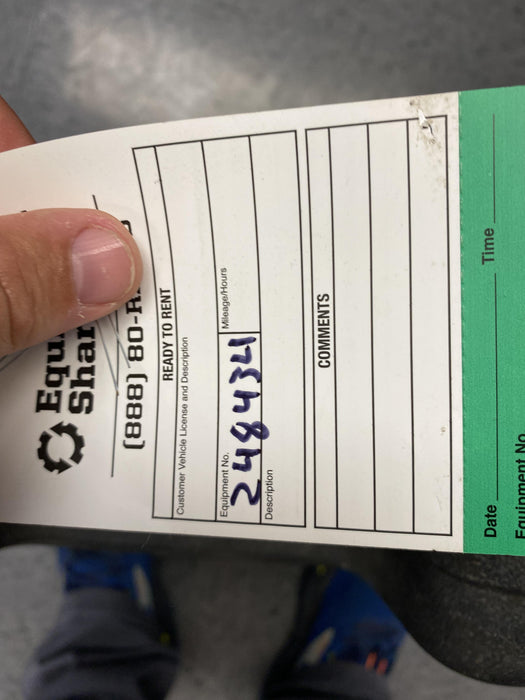 Equ
Shar
(888) 80-R
READY TO RENT
Customer Vehicle License and Description
Equipment No. Mileage/Hours
2484341
Description
COMMENTS
Date Time
Equipment No